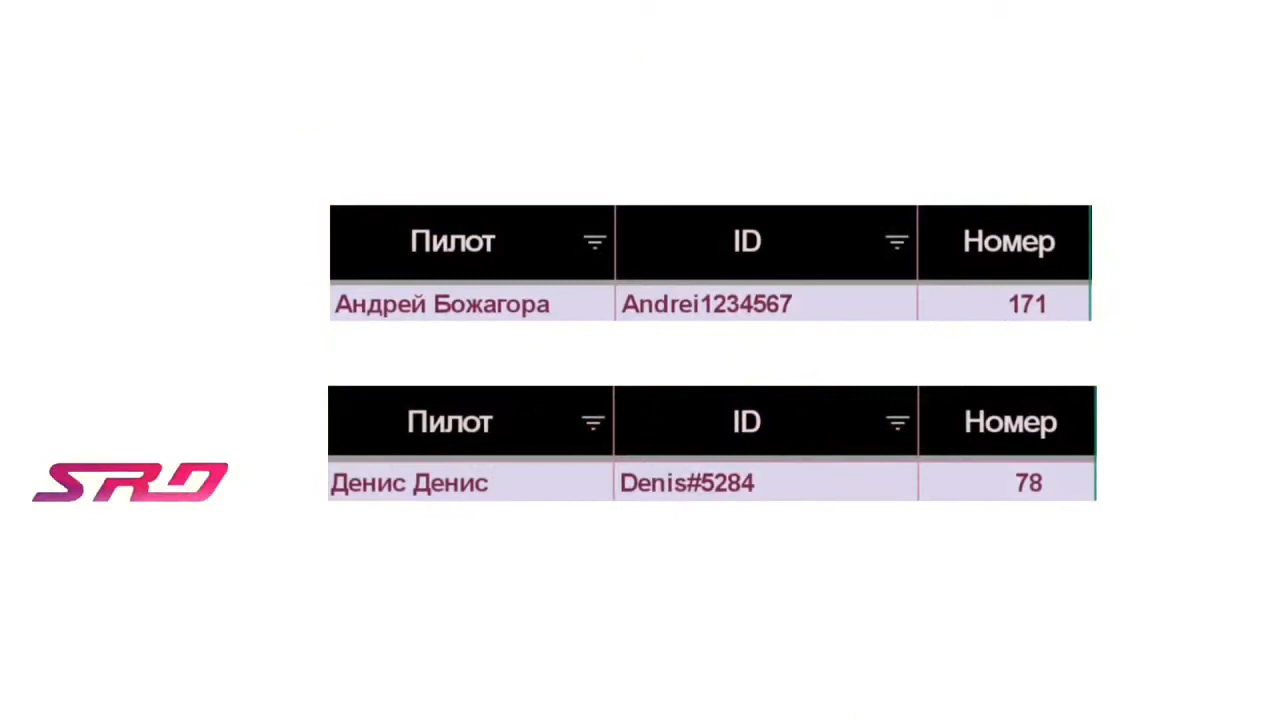 Пилот ID Номер
Андрей Божагора Andrei1234567 171
Пилот ID Номер
SRD
Денис Денис Denis#5284 78